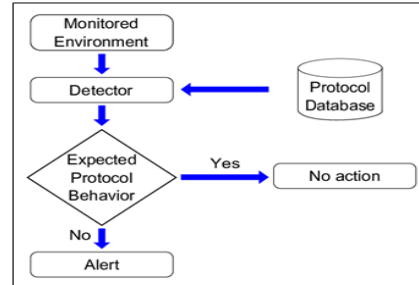 Monitored
Environment
Detector
Protocol
Database
Expected
Protocol
Behavior
Yes
No action
No
Alert